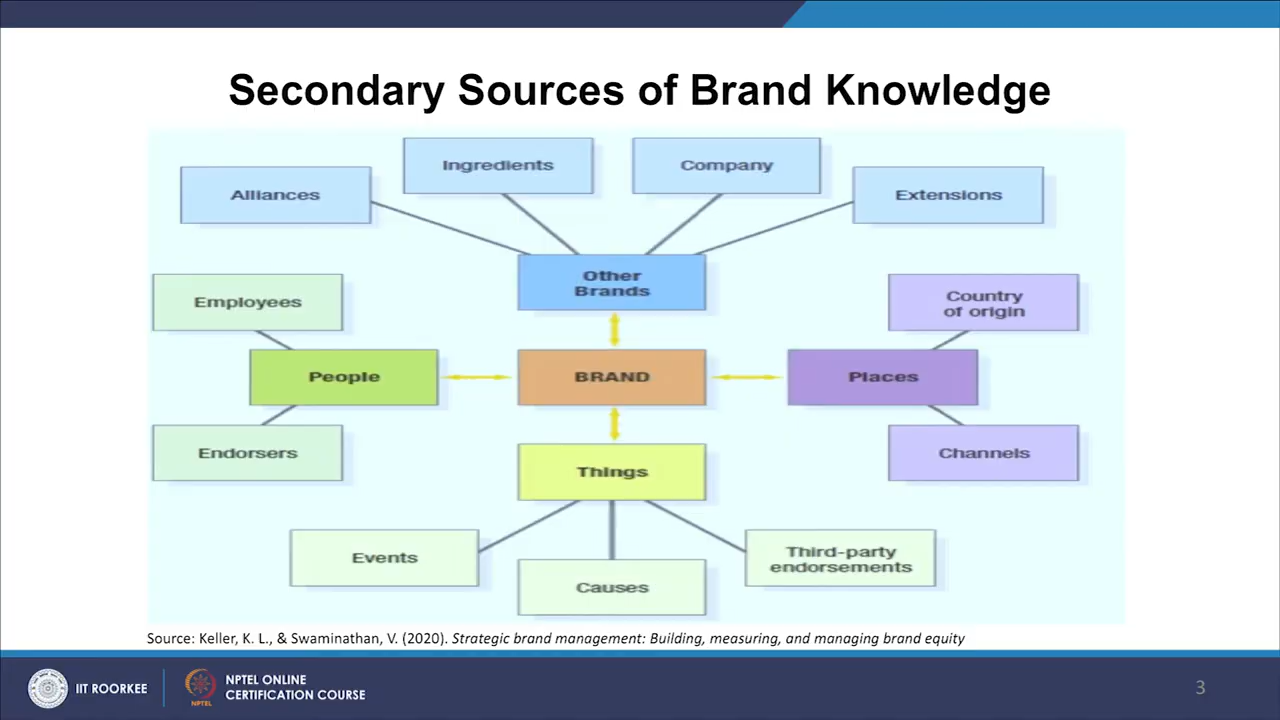 Secondary Sources of Brand Knowledge
Ingredients
Company
Alliances
Extensions
Other
Brands
Employees
Country
of origin
People
BRAND
Places
Endorsers
Channels
Things
Events
Causes
Third-party
endorsements
Source: Keller, K. L., & Swaminathan, V. (2020). Strategic brand management: Building, measuring, and managing brand equity
IIT ROORKEE
NPTEL
NPTEL ONLINE
CERTIFICATION COURSE
3